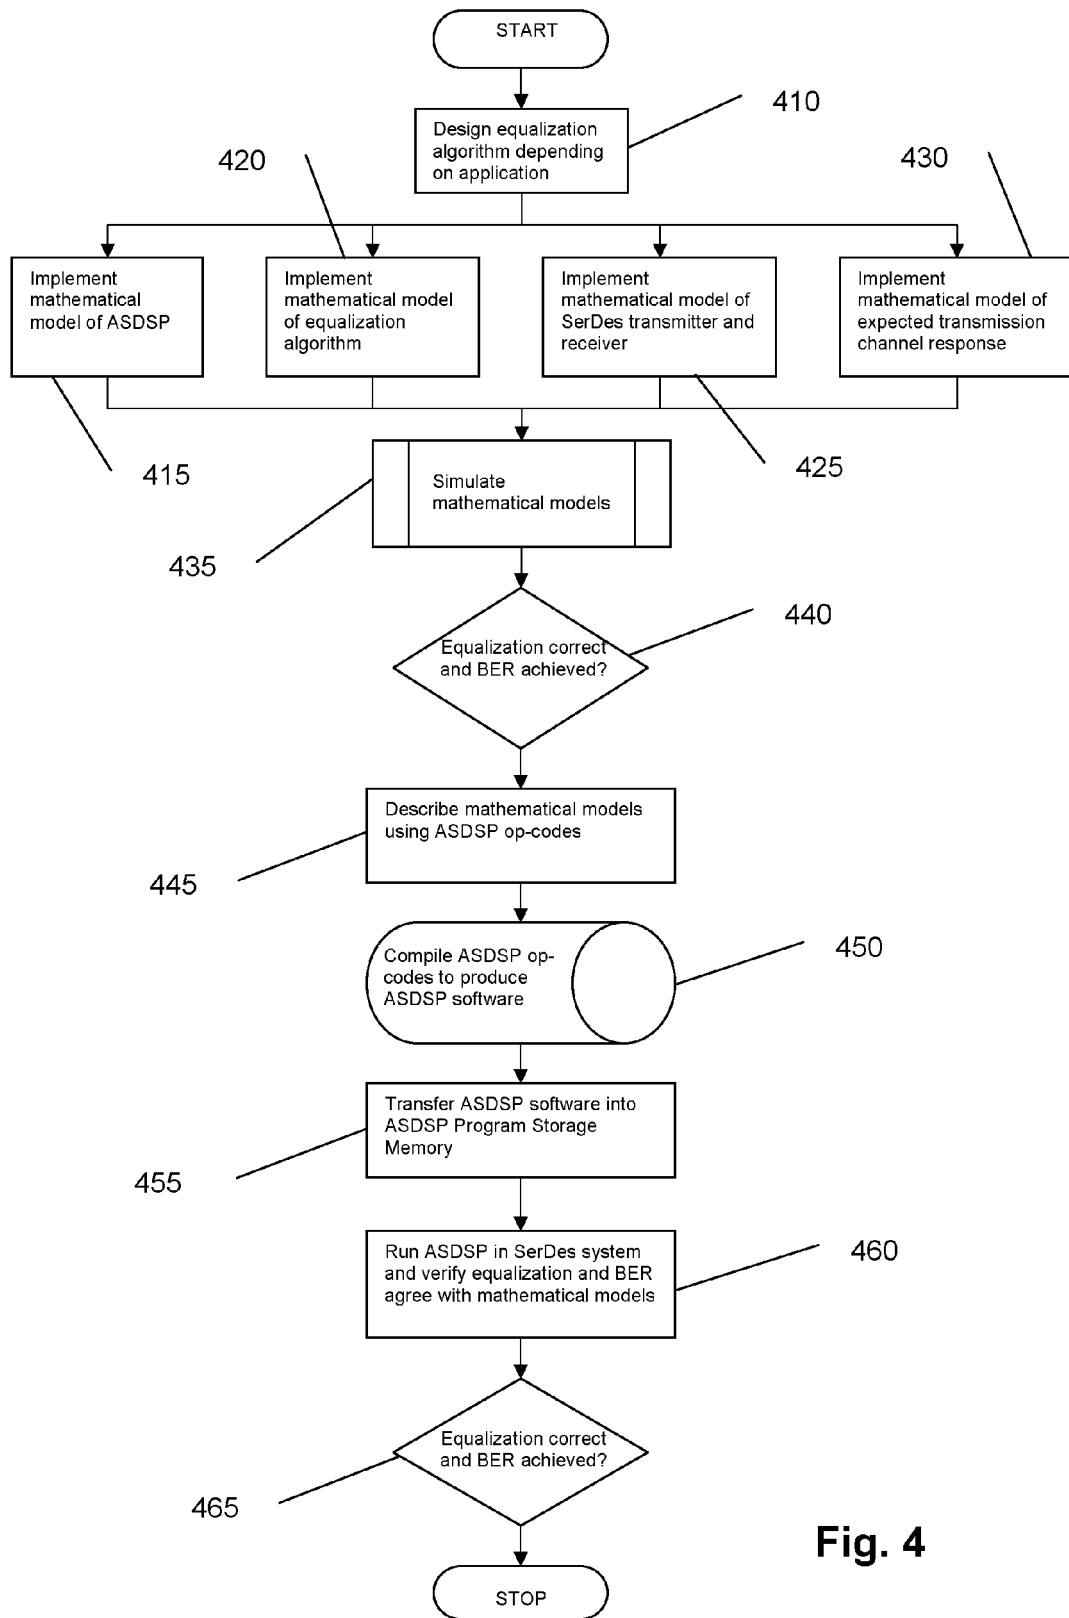 START
410
Design equalization
algorithm depending
on application
420
430
Implement
mathematical
model of ASDSP
Implement
mathematical model
of equalization
algorithm
Implement
mathematical model of
SerDes transmitter and
receiver
Implement
mathematical model of
expected transmission
channel response
415
425
Simulate
mathematical models
435
440
Equalization correct
and BER achieved?
Describe mathematical models
using ASDSP op-codes
445
Compile ASDSP op-
codes to produce
ASDSP software
450
Transfer ASDSP software into
ASDSP Program Storage
Memory
455
Run ASDSP in SerDes system
and verify equalization and BER
agree with mathematical models
460
Equalization correct
and BER achieved?
465
Fig. 4
STOP